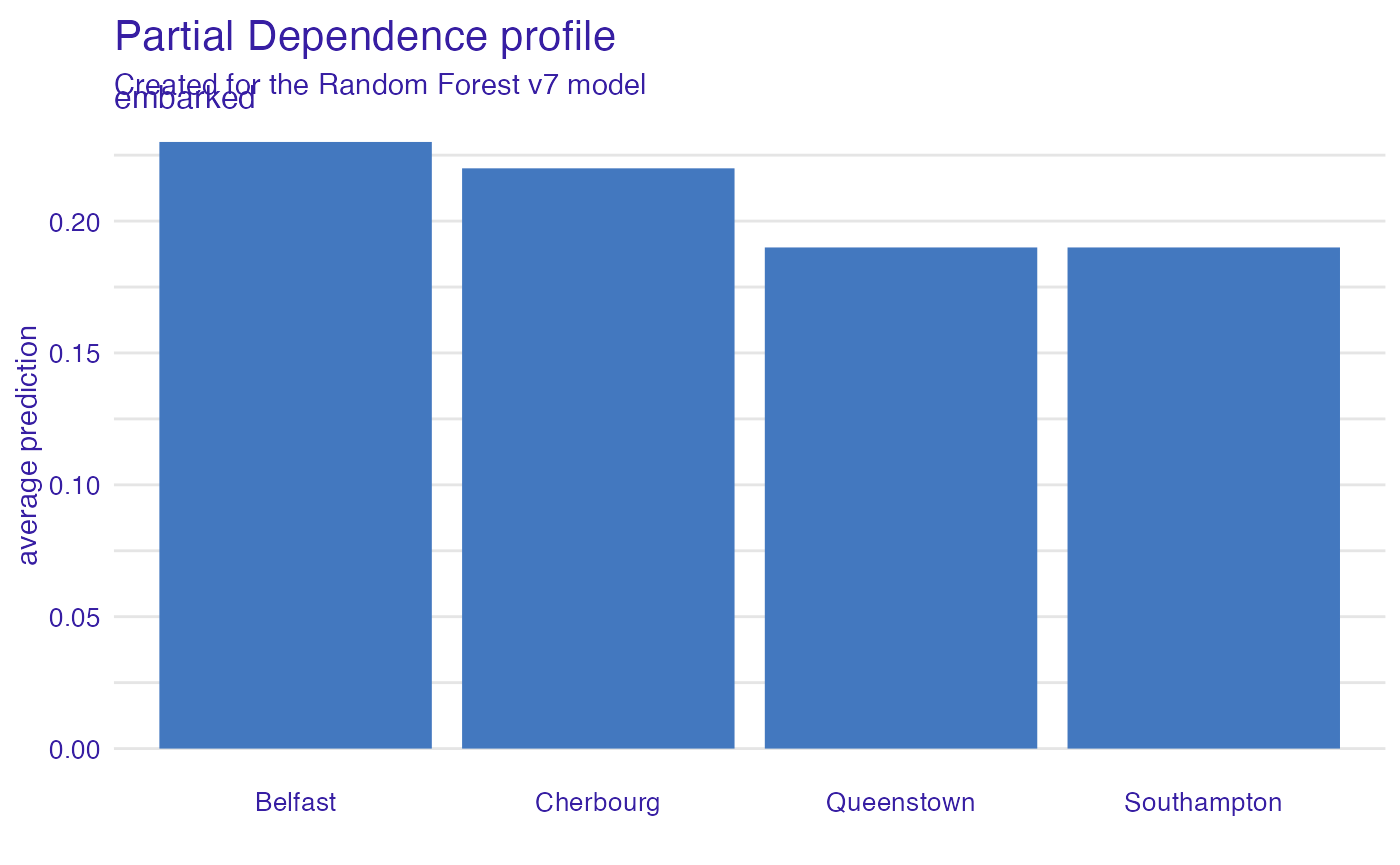 Partial Dependence profile
Created for the Random Forest v7 model
embarked
average prediction
0.20
0.15
0.10
0.05
0.00
Belfast
Cherbourg
Queenstown
Southampton